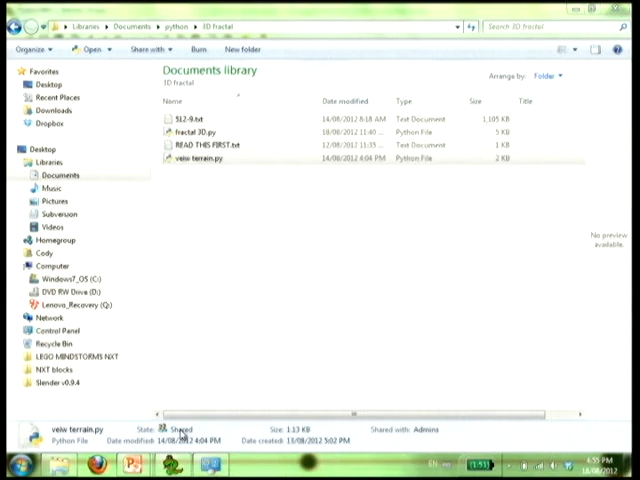 Libraries ▸ Documents ▸ python ▸ 3D fractal
Search 3D fractal
Organize
Open
Share with
Burn
New folder
Documents library
3D fractal
Arrange by: Folder
Name
Date modified
Type
Size
Title
512-9.txt
14/08/2012 8:18 AM
Text Document
1,105 KB
fractal 3D.py
18/08/2012 11:40 ...
Python File
5 KB
READ THIS FIRST.txt
12/08/2012 11:35 ...
Text Document
1 KB
veiw terrain.py
14/08/2012 4:04 PM
Python File
2 KB
Favorites
Desktop
Recent Places
Downloads
Dropbox
Desktop
Libraries
Documents
Music
Pictures
Subversion
Videos
Homegroup
Cody
Computer
Windows7_OS (C:)
DVD RW Drive (D:)
Lenovo_Recovery (Q:)
Network
Control Panel
Recycle Bin
LEGO MINDSTORMS NXT
NXT blocks
Slender v0.9.4
No preview
available.
veiw terrain.py
State: Shared
Size: 1.13 KB
Shared with: Admins
Python File
Date modified: 14/08/2012 4:04 PM
Date created: 13/08/2012 5:02 PM
EN
(1:51)
4:55 PM
18/08/2012